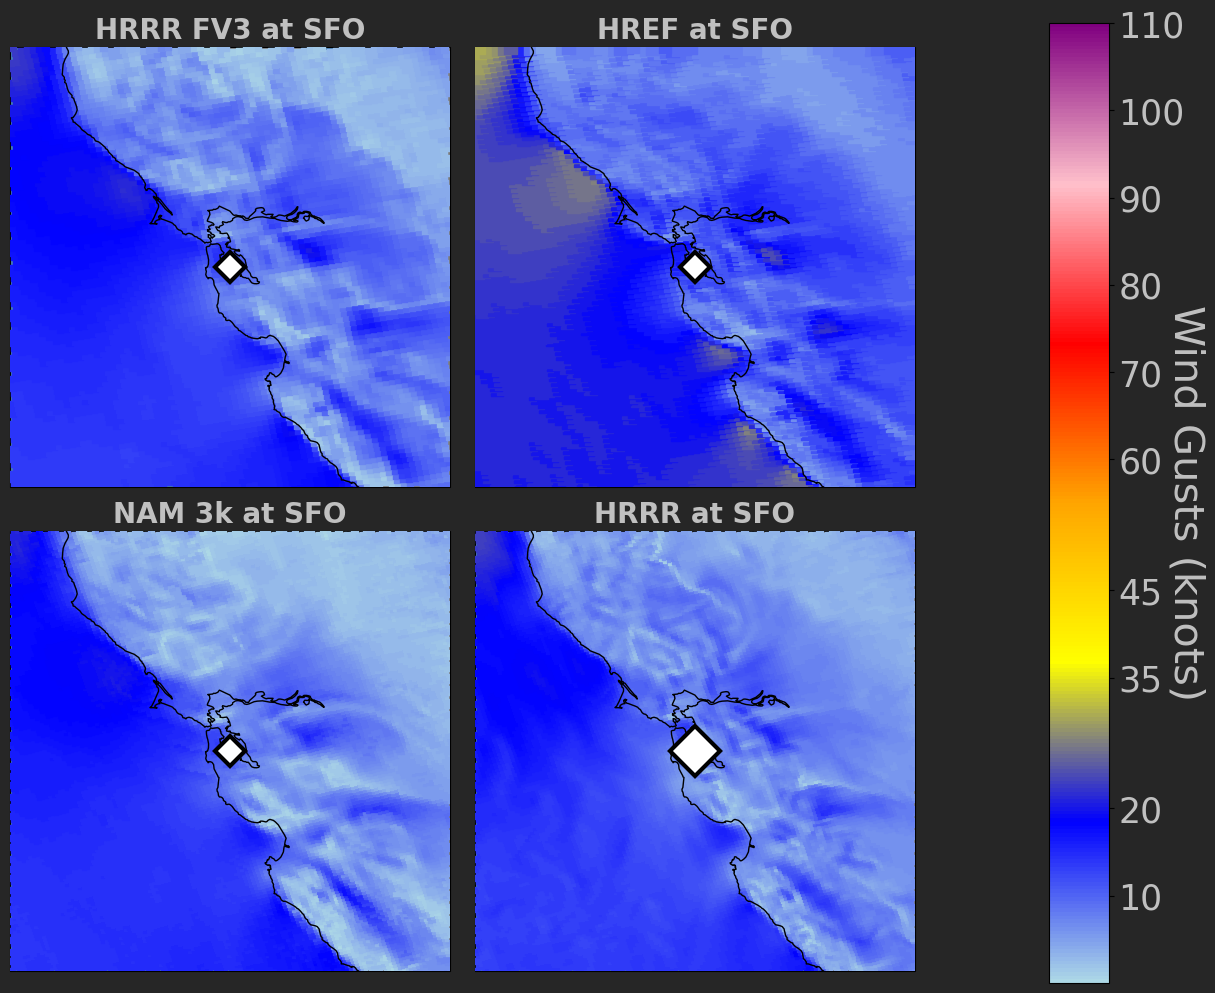 HRRR FV3 at SFO
HREF at SFO
NAM 3k at SFO
HRRR at SFO
110
100
90
80
70
60
45
35
20
10
Wind Gusts (knots)